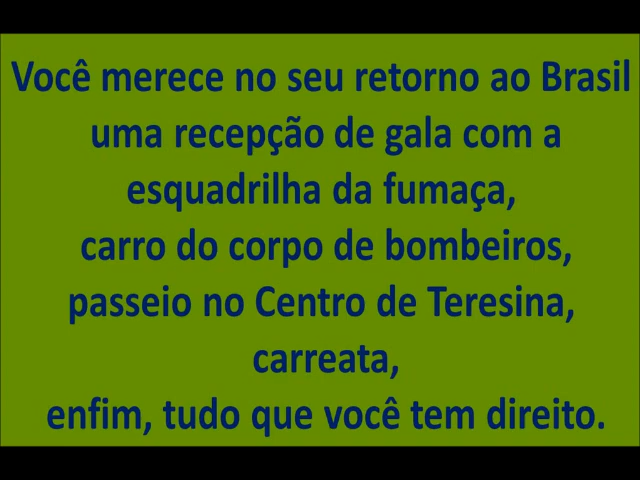 Você merece no seu retorno ao Brasil
uma recepção de gala com a
esquadrilha da fumaça,
carro do corpo de bombeiros,
passeio no Centro de Teresina,
carreata,
enfim, tudo que você tem direito.